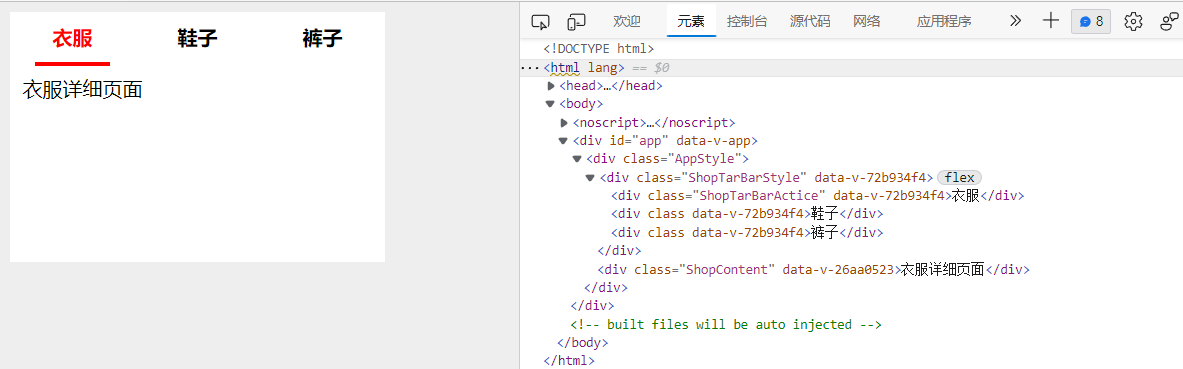 衣服 鞋子 裤子
衣服详细页面
欢迎 元素 控制台 源代码 网络 应用程序 8
<!DOCTYPE html>
<html lang> == $0
<head>…</head>
<body>
<noscript>…</noscript>
<div id="app" data-v-app>
<div class="AppStyle">
<div class="ShopTarBarStyle" data-v-72b934f4> flex
<div class="ShopTarBarActice" data-v-72b934f4>衣服</div>
<div class data-v-72b934f4>鞋子</div>
<div class data-v-72b934f4>裤子</div>
</div>
<div class="ShopContent" data-v-26aa0523>衣服详细页面</div>
</div>
</div>
<!-- built files will be auto injected -->
</body>
</html>